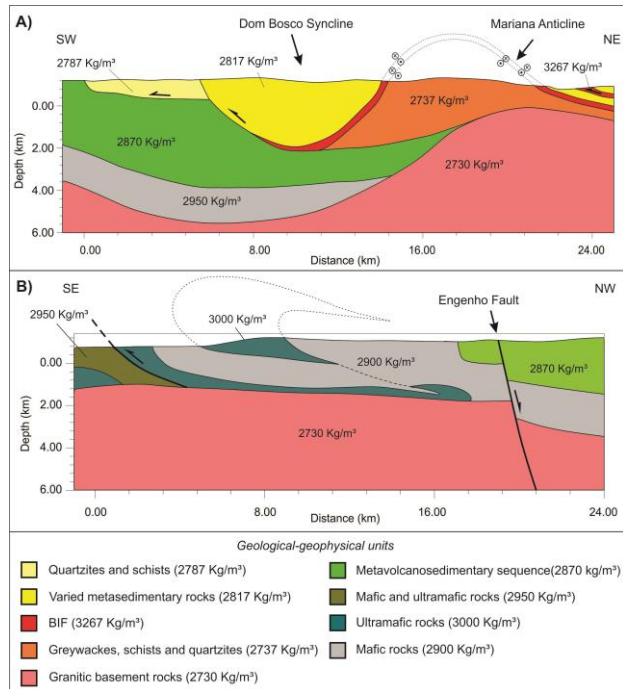 A)
Dom Bosco Syncline
Mariana Anticline
SW
NE
2787 Kg/m³
2817 Kg/m³
3267 Kg/m³
0.00
2.00
4.00
6.00
Depth (km)
2737 Kg/m³
2870 Kg/m³
2730 Kg/m³
2950 Kg/m³
0.00
8.00
16.00
24.00
Distance (km)
B)
SE
NW
Engenho Fault
2950 Kg/m³
3000 Kg/m³
2900 Kg/m³
2870 Kg/m³
0.00
2.00
4.00
6.00
Depth (km)
2730 Kg/m³
0.00
8.00
16.00
24.00
Distance (km)
Geological-geophysical units
Quartzites and schists (2787 Kg/m³)
Varied metasedimentary rocks (2817 Kg/m³)
BIF (3267 Kg/m³)
Greywackes, schists and quartzites (2737 Kg/m³)
Granitic basement rocks (2730 Kg/m³)
Metavolcanosedimentary sequence(2870 kg/m³)
Mafic and ultramafic rocks (2950 Kg/m³)
Ultramafic rocks (3000 Kg/m³)
Mafic rocks (2900 Kg/m³)